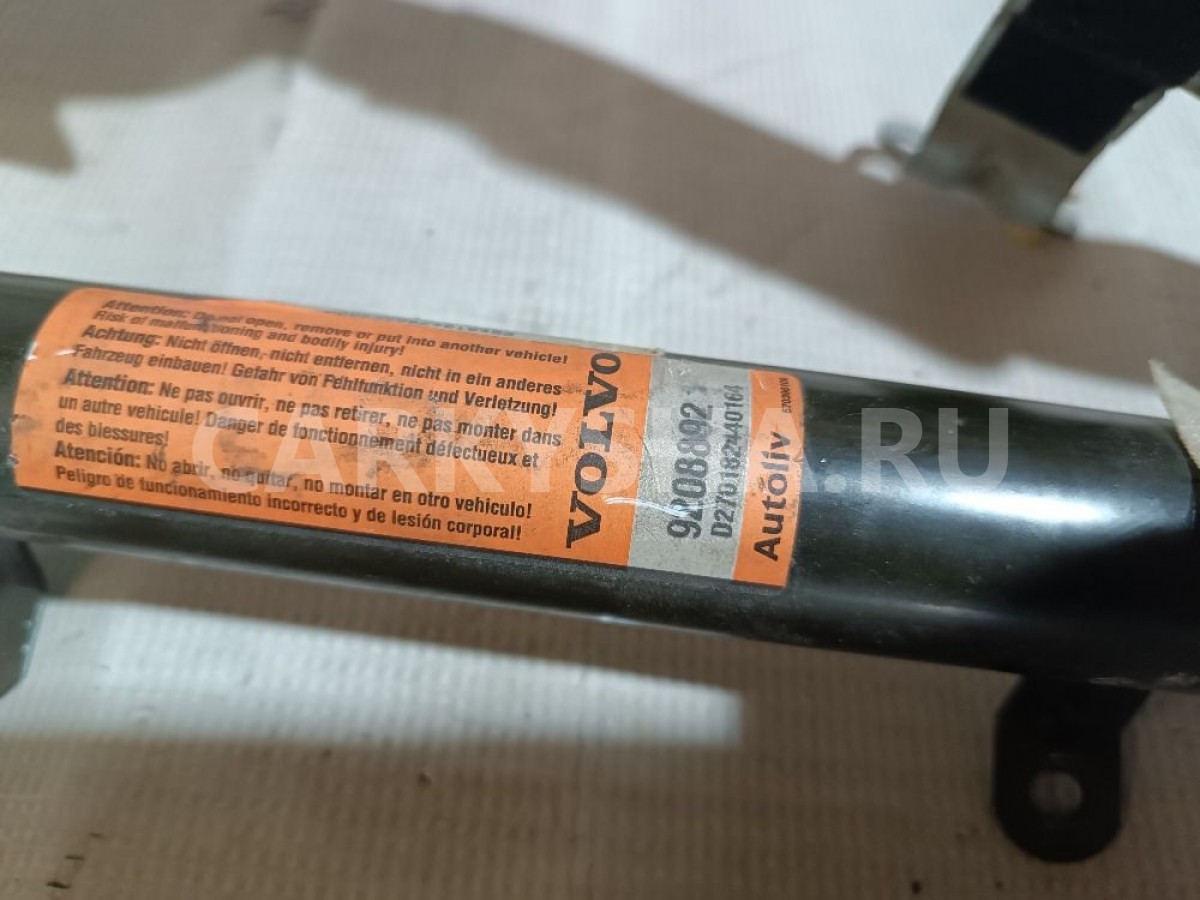 Attention: Do not open, remove or put into another vehicle!
Risk of malfunctioning and bodily injury!
Achtung: Nicht öffnen, nicht entfernen, nicht in ein anderes
Fahrzeug einbauen! Gefahr von Fehlfunktion und Verletzung!
Attention: Ne pas ouvrir, ne pas retirer, ne pas monter dans
un autre vehicule! Danger de fonctionnement défectueux et
des blessures!
Atención: No abrir, no quitar, no montar en otro vehiculo!
Peligro de funcionamiento incorrecto y de lesión corporal!
VOLVO
D270182440164
Autoliv
CARKYSHA.RU